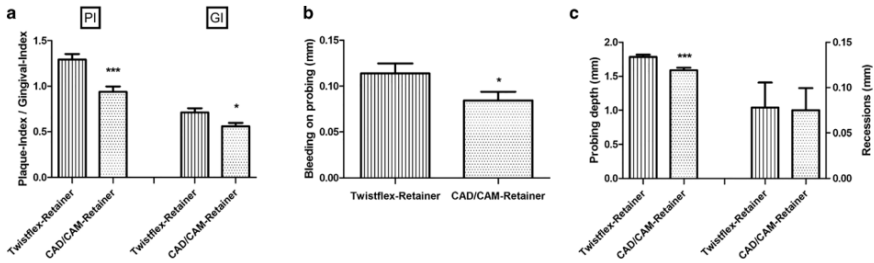 a
PI
GI
Plaque-Index / Gingival-Index
1.5
1.0
0.5
0.0
***
*
Twistflex-Retainer
CAD/CAM-Retainer
Twistflex-Retainer
CAD/CAM-Retainer
b
Bleeding on probing (mm)
0.15
0.10
0.05
0.00
*
Twistflex-Retainer
CAD/CAM-Retainer
c
Probing depth (mm)
2.0
1.5
1.0
0.5
0.0
***
0.15
0.10
0.05
0.00
Recessions (mm)
Twistflex-Retainer
CAD/CAM-Retainer
Twistflex-Retainer
CAD/CAM-Retainer